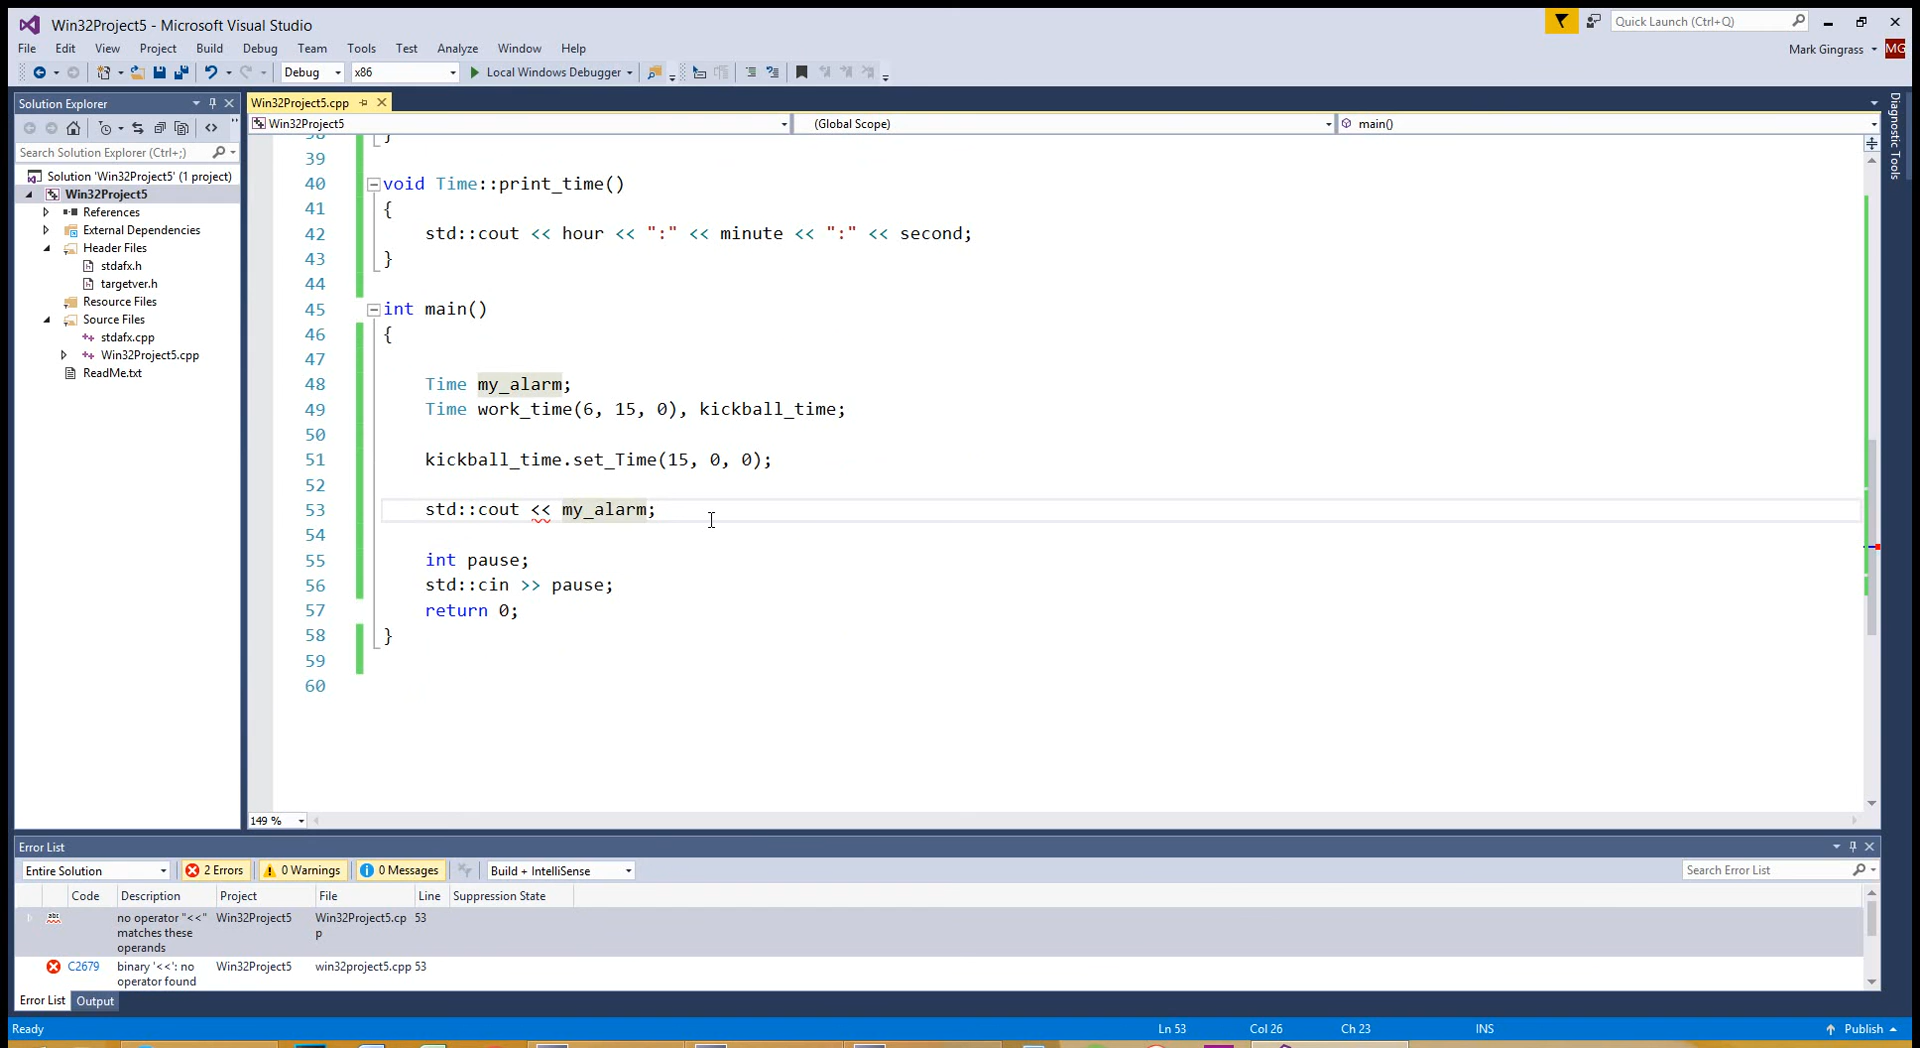 Win32Project5 - Microsoft Visual Studio
Quick Launch (Ctrl+Q)
File Edit View Project Build Debug Team Tools Test Analyze Window Help
Mark Gingrass MG
Debug x86 Local Windows Debugger
Solution Explorer
Win32Project5.cpp
Win32Project5 (Global Scope) main()
Search Solution Explorer (Ctrl+;)
Solution 'Win32Project5' (1 project)
Win32Project5
References
External Dependencies
Header Files
stdafx.h
targetver.h
Resource Files
Source Files
stdafx.cpp
Win32Project5.cpp
ReadMe.txt
Diagnostic Tools
38 }
39
40 void Time::print_time()
41 {
42 std::cout << hour << ":" << minute << ":" << second;
43 }
44
45 int main()
46 {
47
48 Time my_alarm;
49 Time work_time(6, 15, 0), kickball_time;
50
51 kickball_time.set_Time(15, 0, 0);
52
53 std::cout << my_alarm;
54
55 int pause;
56 std::cin >> pause;
57 return 0;
58 }
59
60
149 %
Error List
Entire Solution 2 Errors 0 Warnings 0 Messages Build + IntelliSense Search Error List
Code Description Project File Line Suppression State
abc no operator "<<" Win32Project5 Win32Project5.cp 53
matches these p
operands
C2679 binary '<<': no Win32Project5 win32project5.cpp 53
operator found
Error List Output
Ready Ln 53 Col 26 Ch 23 INS Publish